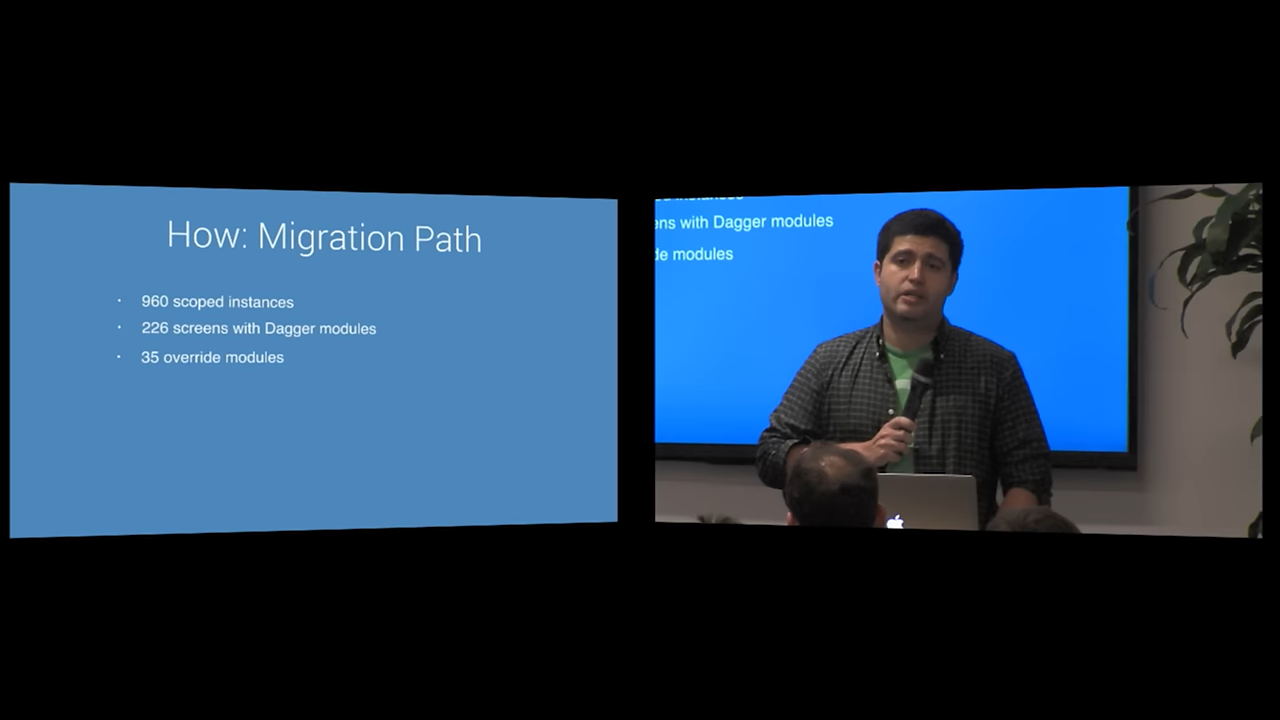 How: Migration Path
960 scoped instances
226 screens with Dagger modules
35 override modules
ens with Dagger modules
de modules